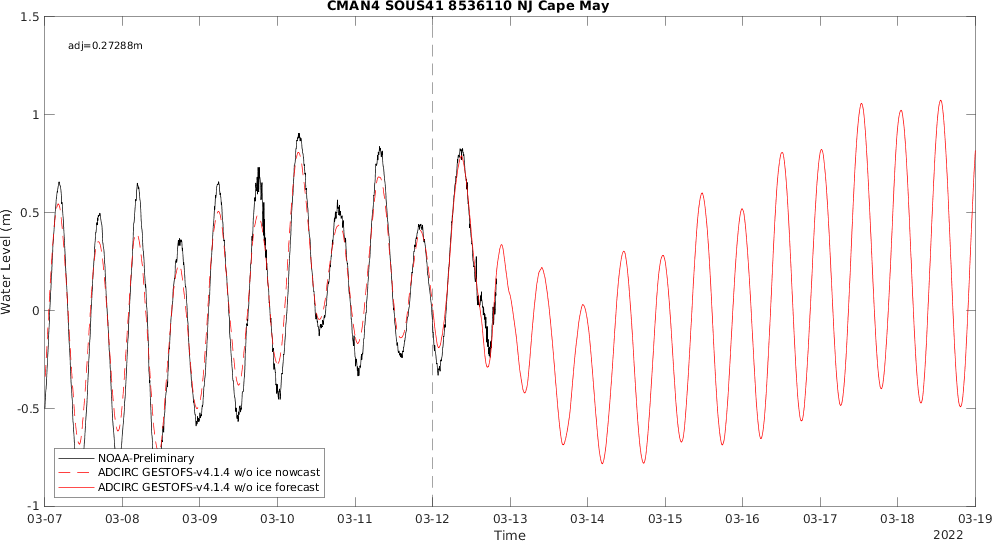 CMAN4 SOUS41 8536110 NJ Cape May
adj=0.27288m
1.5
1
0.5
0
-0.5
-1
Water Level (m)
NOAA-Preliminary
ADCIRC GESTOFS-v4.1.4 w/o ice nowcast
ADCIRC GESTOFS-v4.1.4 w/o ice forecast
03-07 03-08 03-09 03-10 03-11 03-12 03-13 03-14 03-15 03-16 03-17 03-18 03-19
Time
2022